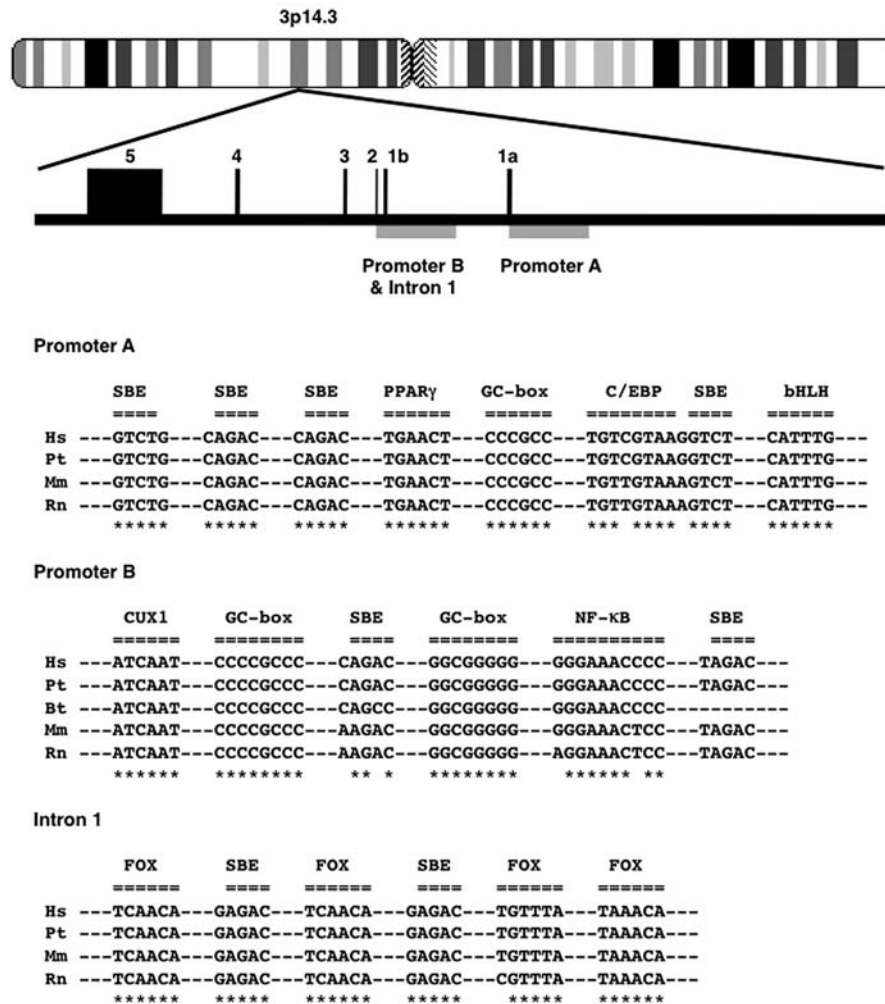 3p14.3
5 4 3 2 1b 1a
Promoter B & Intron 1
Promoter A
Promoter A
SBE SBE SBE PPARγ GC-box C/EBP SBE bHLH
==== ==== ==== ====== ====== ======== ==== ======
Hs ---GTCTG---CAGAC---CAGAC---TGAACT---CCCGCC---TGTCGTAAGGTCT---CATTTG---
Pt ---GTCTG---CAGAC---CAGAC---TGAACT---CCCGCC---TGTCGTAAGGTCT---CATTTG---
Mm ---GTCTG---CAGAC---CAGAC---TGAACT---CCCGCC---TGTTGTAAAGTCT---CATTTG---
Rn ---GTCTG---CAGAC---CAGAC---TGAACT---CCCGCC---TGTTGTAAAGTCT---CATTTG---
***** ***** ***** ****** ****** *** **** **** ******
Promoter B
CUX1 GC-box SBE GC-box NF-κB SBE
====== ======== ==== ======== ========== ====
Hs ---ATCAAT---CCCCGCCC---CAGAC---GGCGGGGG---GGGAAACCCC---TAGAC---
Pt ---ATCAAT---CCCCGCCC---CAGAC---GGCGGGGG---GGGAAACCCC---TAGAC---
Bt ---ATCAAT---CCCCGCCC---CAGCC---GGCGGGGG---GGGAAACCCC-----------
Mm ---ATCAAT---CCCCGCCC---AAGAC---GGCGGGGG---GGGAAACTCC---TAGAC---
Rn ---ATCAAT---CCCCGCCC---AAGAC---GGCGGGGG---AGGAAACTCC---TAGAC---
****** ******** ** * ******** ****** **
Intron 1
FOX SBE FOX SBE FOX FOX
====== ==== ====== ==== ====== ======
Hs ---TCAACA---GAGAC---TCAACA---GAGAC---TGTTTA---TAAACA---
Pt ---TCAACA---GAGAC---TCAACA---GAGAC---TGTTTA---TAAACA---
Mm ---TCAACA---GAGAC---TCAACA---GAGAC---TGTTTA---TAAACA---
Rn ---TCAACA---GAGAC---TCAACA---GAGAC---CGTTTA---TAAACA---
****** ***** ****** ***** ***** ******